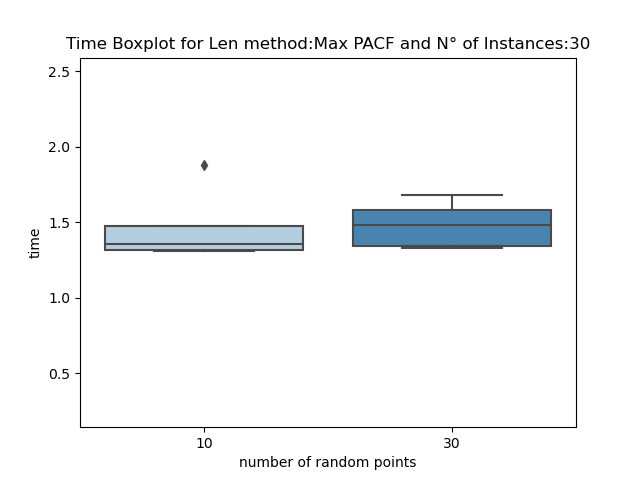 Time Boxplot for Len method:Max PACF and N° of Instances:30
2.5
2.0
1.5
1.0
0.5
time
10
30
number of random points